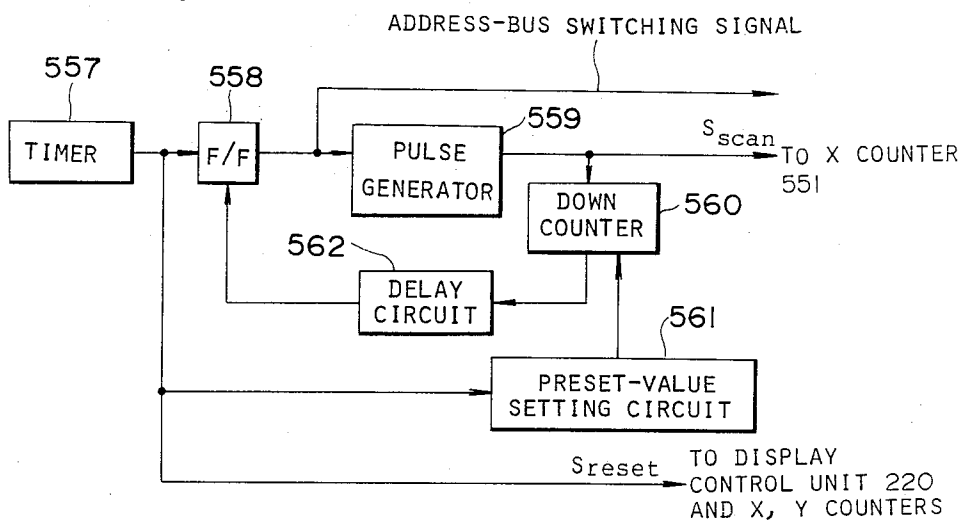 ADDRESS-BUS SWITCHING SIGNAL
557
558
559
TIMER
F/F
PULSE
GENERATOR
Sscan
TO X COUNTER
551
DOWN
COUNTER
560
562
DELAY
CIRCUIT
561
PRESET-VALUE
SETTING CIRCUIT
Sreset
TO DISPLAY
CONTROL UNIT 220
AND X, Y COUNTERS